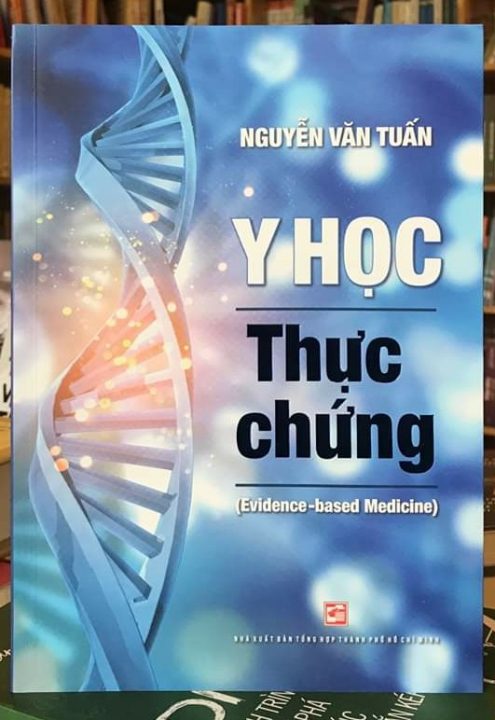 NGUYỄN VĂN TUẤN
Y HỌC
Thực
chứng
(Evidence-based Medicine)
NHÀ XUẤT BẢN TỔNG HỢP THÀNH PHỐ HỒ CHÍ MINH